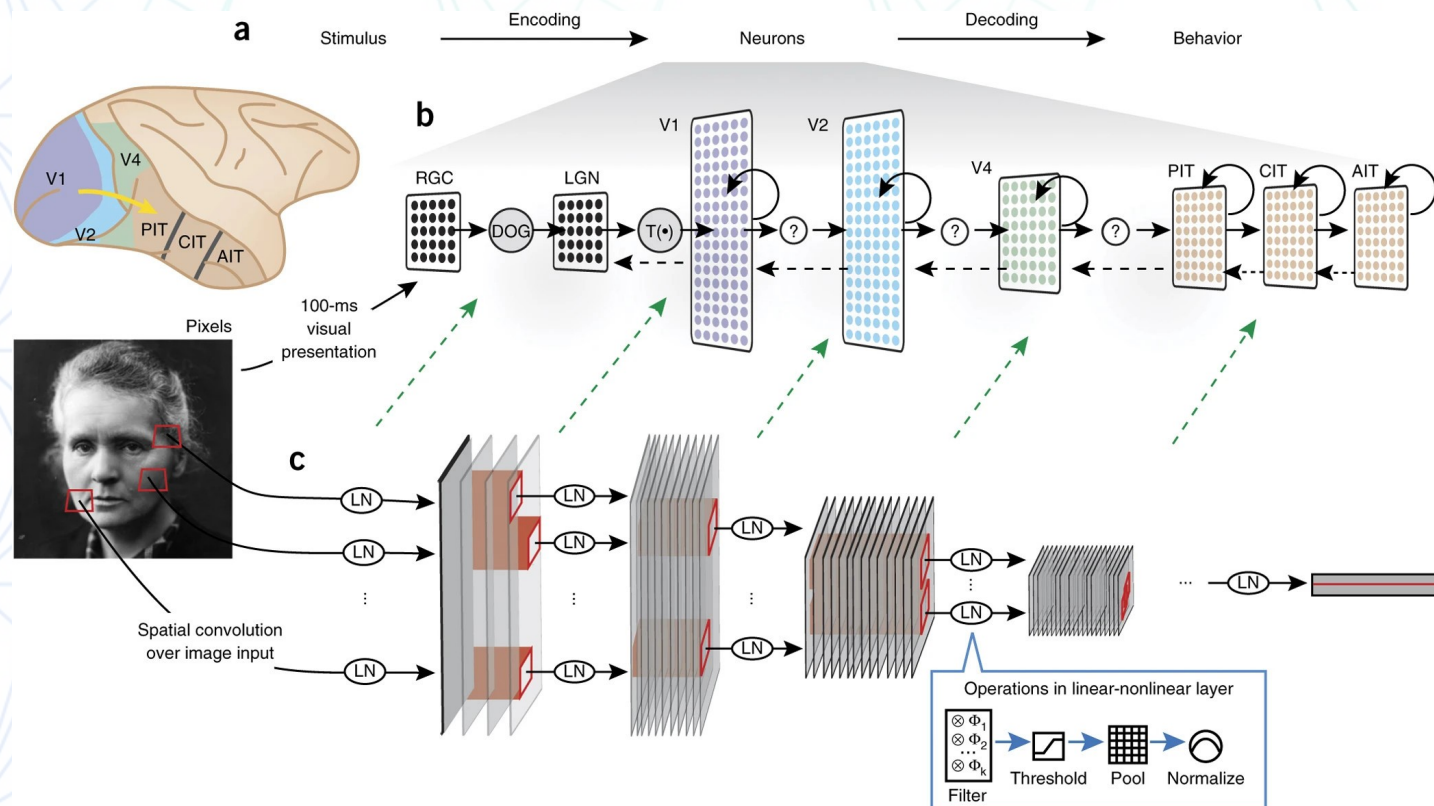 a
Stimulus
Encoding
Neurons
Decoding
Behavior
b
V1
V2
V4
PIT
CIT
AIT
RGC
DOG
LGN
T(•)
?
?
?
V1
V2
V4
PIT
CIT
AIT
100-ms
visual
presentation
Pixels
c
LN
LN
LN
LN
LN
LN
LN
LN
LN
LN
LN
...
...
...
...
...
Spatial convolution
over image input
Operations in linear-nonlinear layer
⊗ Φ1
⊗ Φ2
...
⊗ Φk
Filter
Threshold
Pool
Normalize